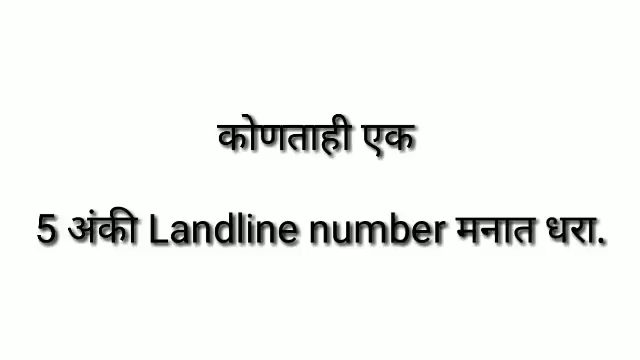 कोणताही एक
5 अंकी Landline number मनात धरा.